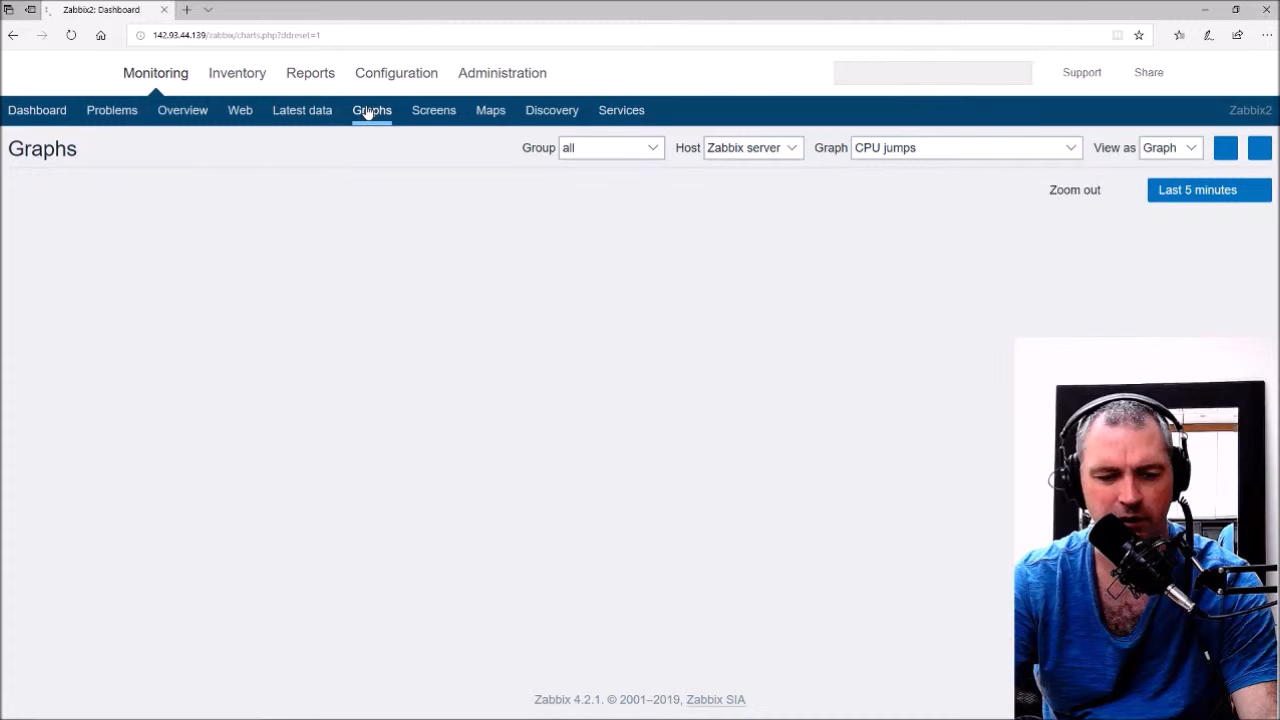 Zabbix2: Dashboard
142.93.44.139/zabbix/charts.php?ddreset=1
Monitoring Inventory Reports Configuration Administration Support Share
Dashboard Problems Overview Web Latest data Graphs Screens Maps Discovery Services Zabbix2
Graphs Group all Host Zabbix server Graph CPU jumps View as Graph
Zoom out Last 5 minutes
Zabbix 4.2.1. © 2001–2019, Zabbix SIA